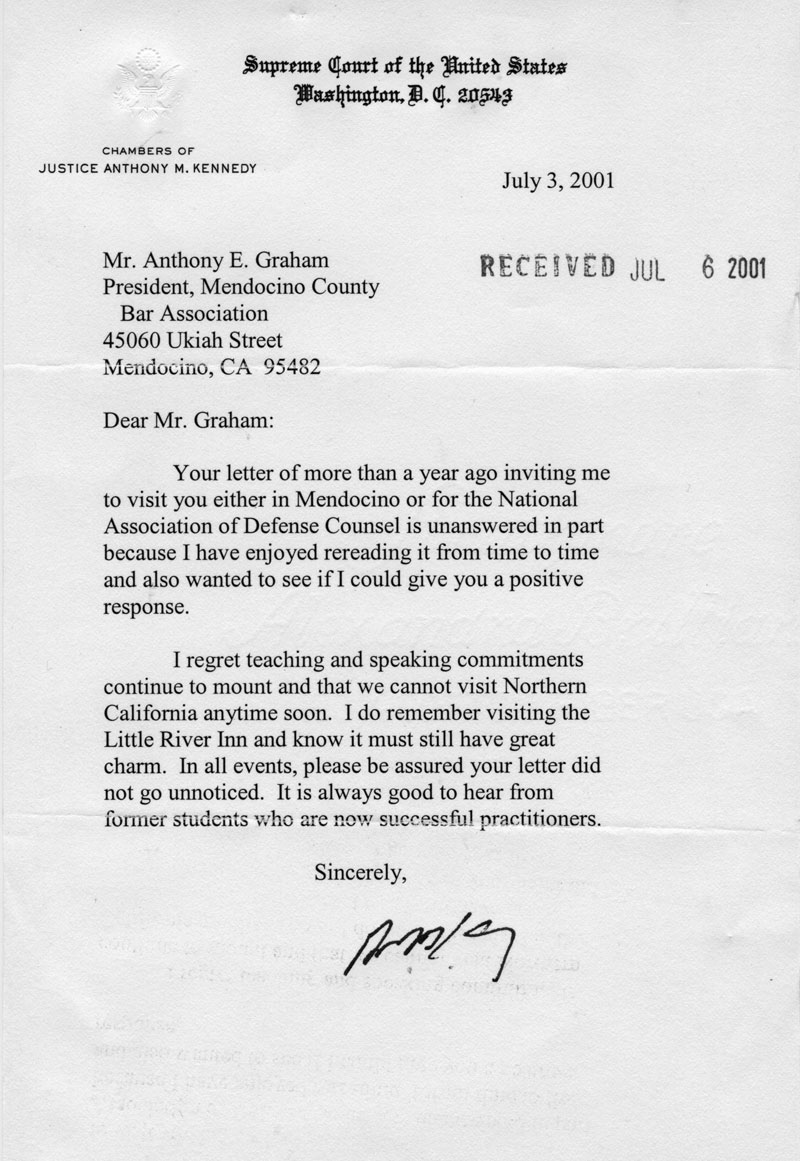 Supreme Court of the United States
Washington, D. C. 20543
CHAMBERS OF
JUSTICE ANTHONY M. KENNEDY
July 3, 2001
RECEIVED JUL 6 2001
Mr. Anthony E. Graham
President, Mendocino County
Bar Association
45060 Ukiah Street
Mendocino, CA 95482
Dear Mr. Graham:
Your letter of more than a year ago inviting me
to visit you either in Mendocino or for the National
Association of Defense Counsel is unanswered in part
because I have enjoyed rereading it from time to time
and also wanted to see if I could give you a positive
response.
I regret teaching and speaking commitments
continue to mount and that we cannot visit Northern
California anytime soon. I do remember visiting the
Little River Inn and know it must still have great
charm. In all events, please be assured your letter did
not go unnoticed. It is always good to hear from
former students who are now successful practitioners.
Sincerely,